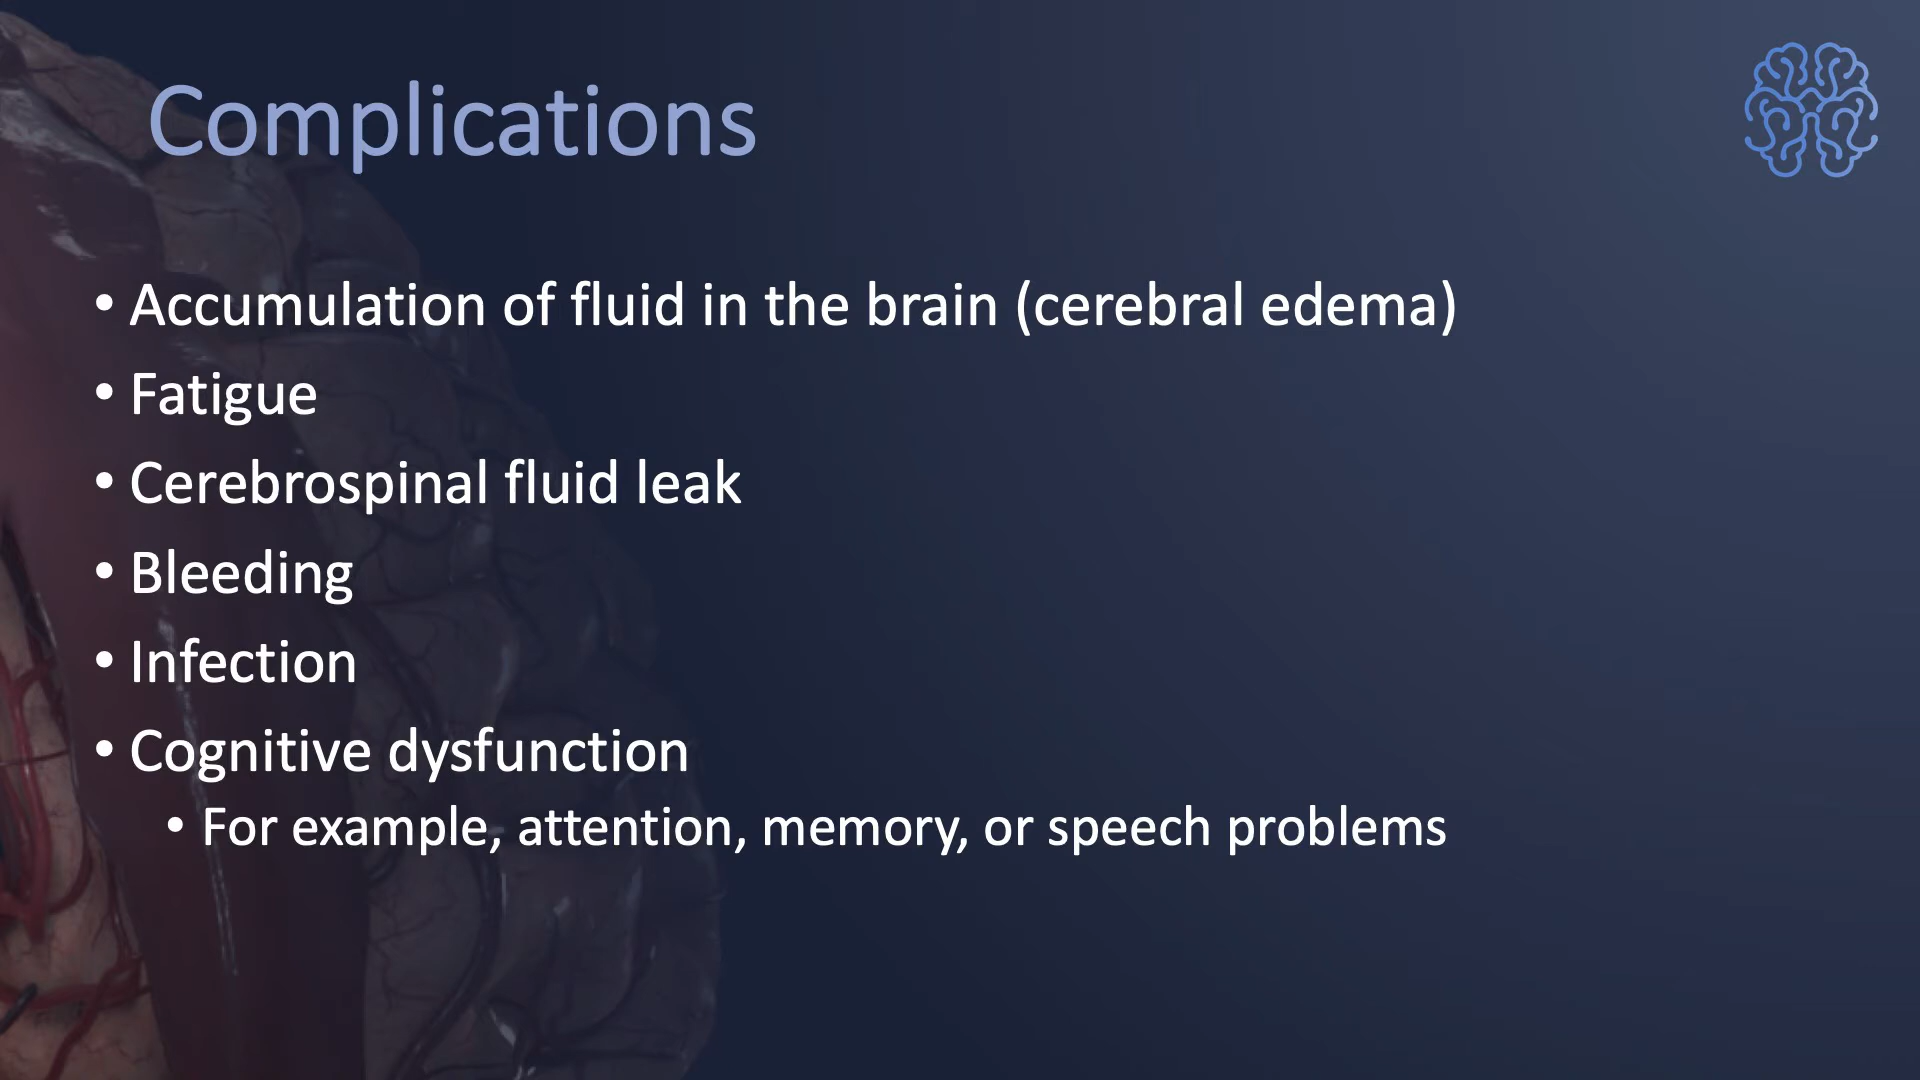 Complications
• Accumulation of fluid in the brain (cerebral edema)
• Fatigue
• Cerebrospinal fluid leak
• Bleeding
• Infection
• Cognitive dysfunction
• For example, attention, memory, or speech problems